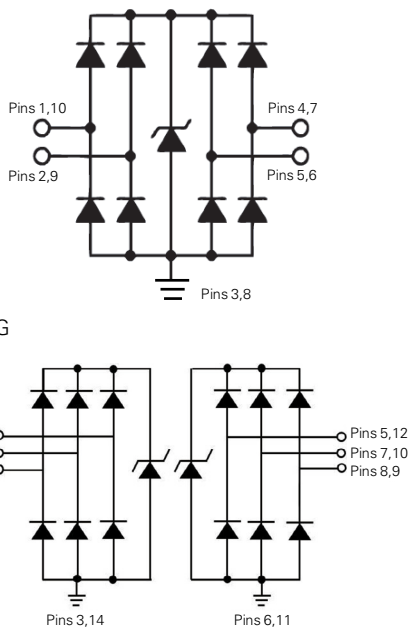 Pins 1,10
Pins 4,7
Pins 2,9
Pins 5,6
Pins 3,8
G
Pins 5,12
Pins 7,10
Pins 8,9
Pins 3,14
Pins 6,11